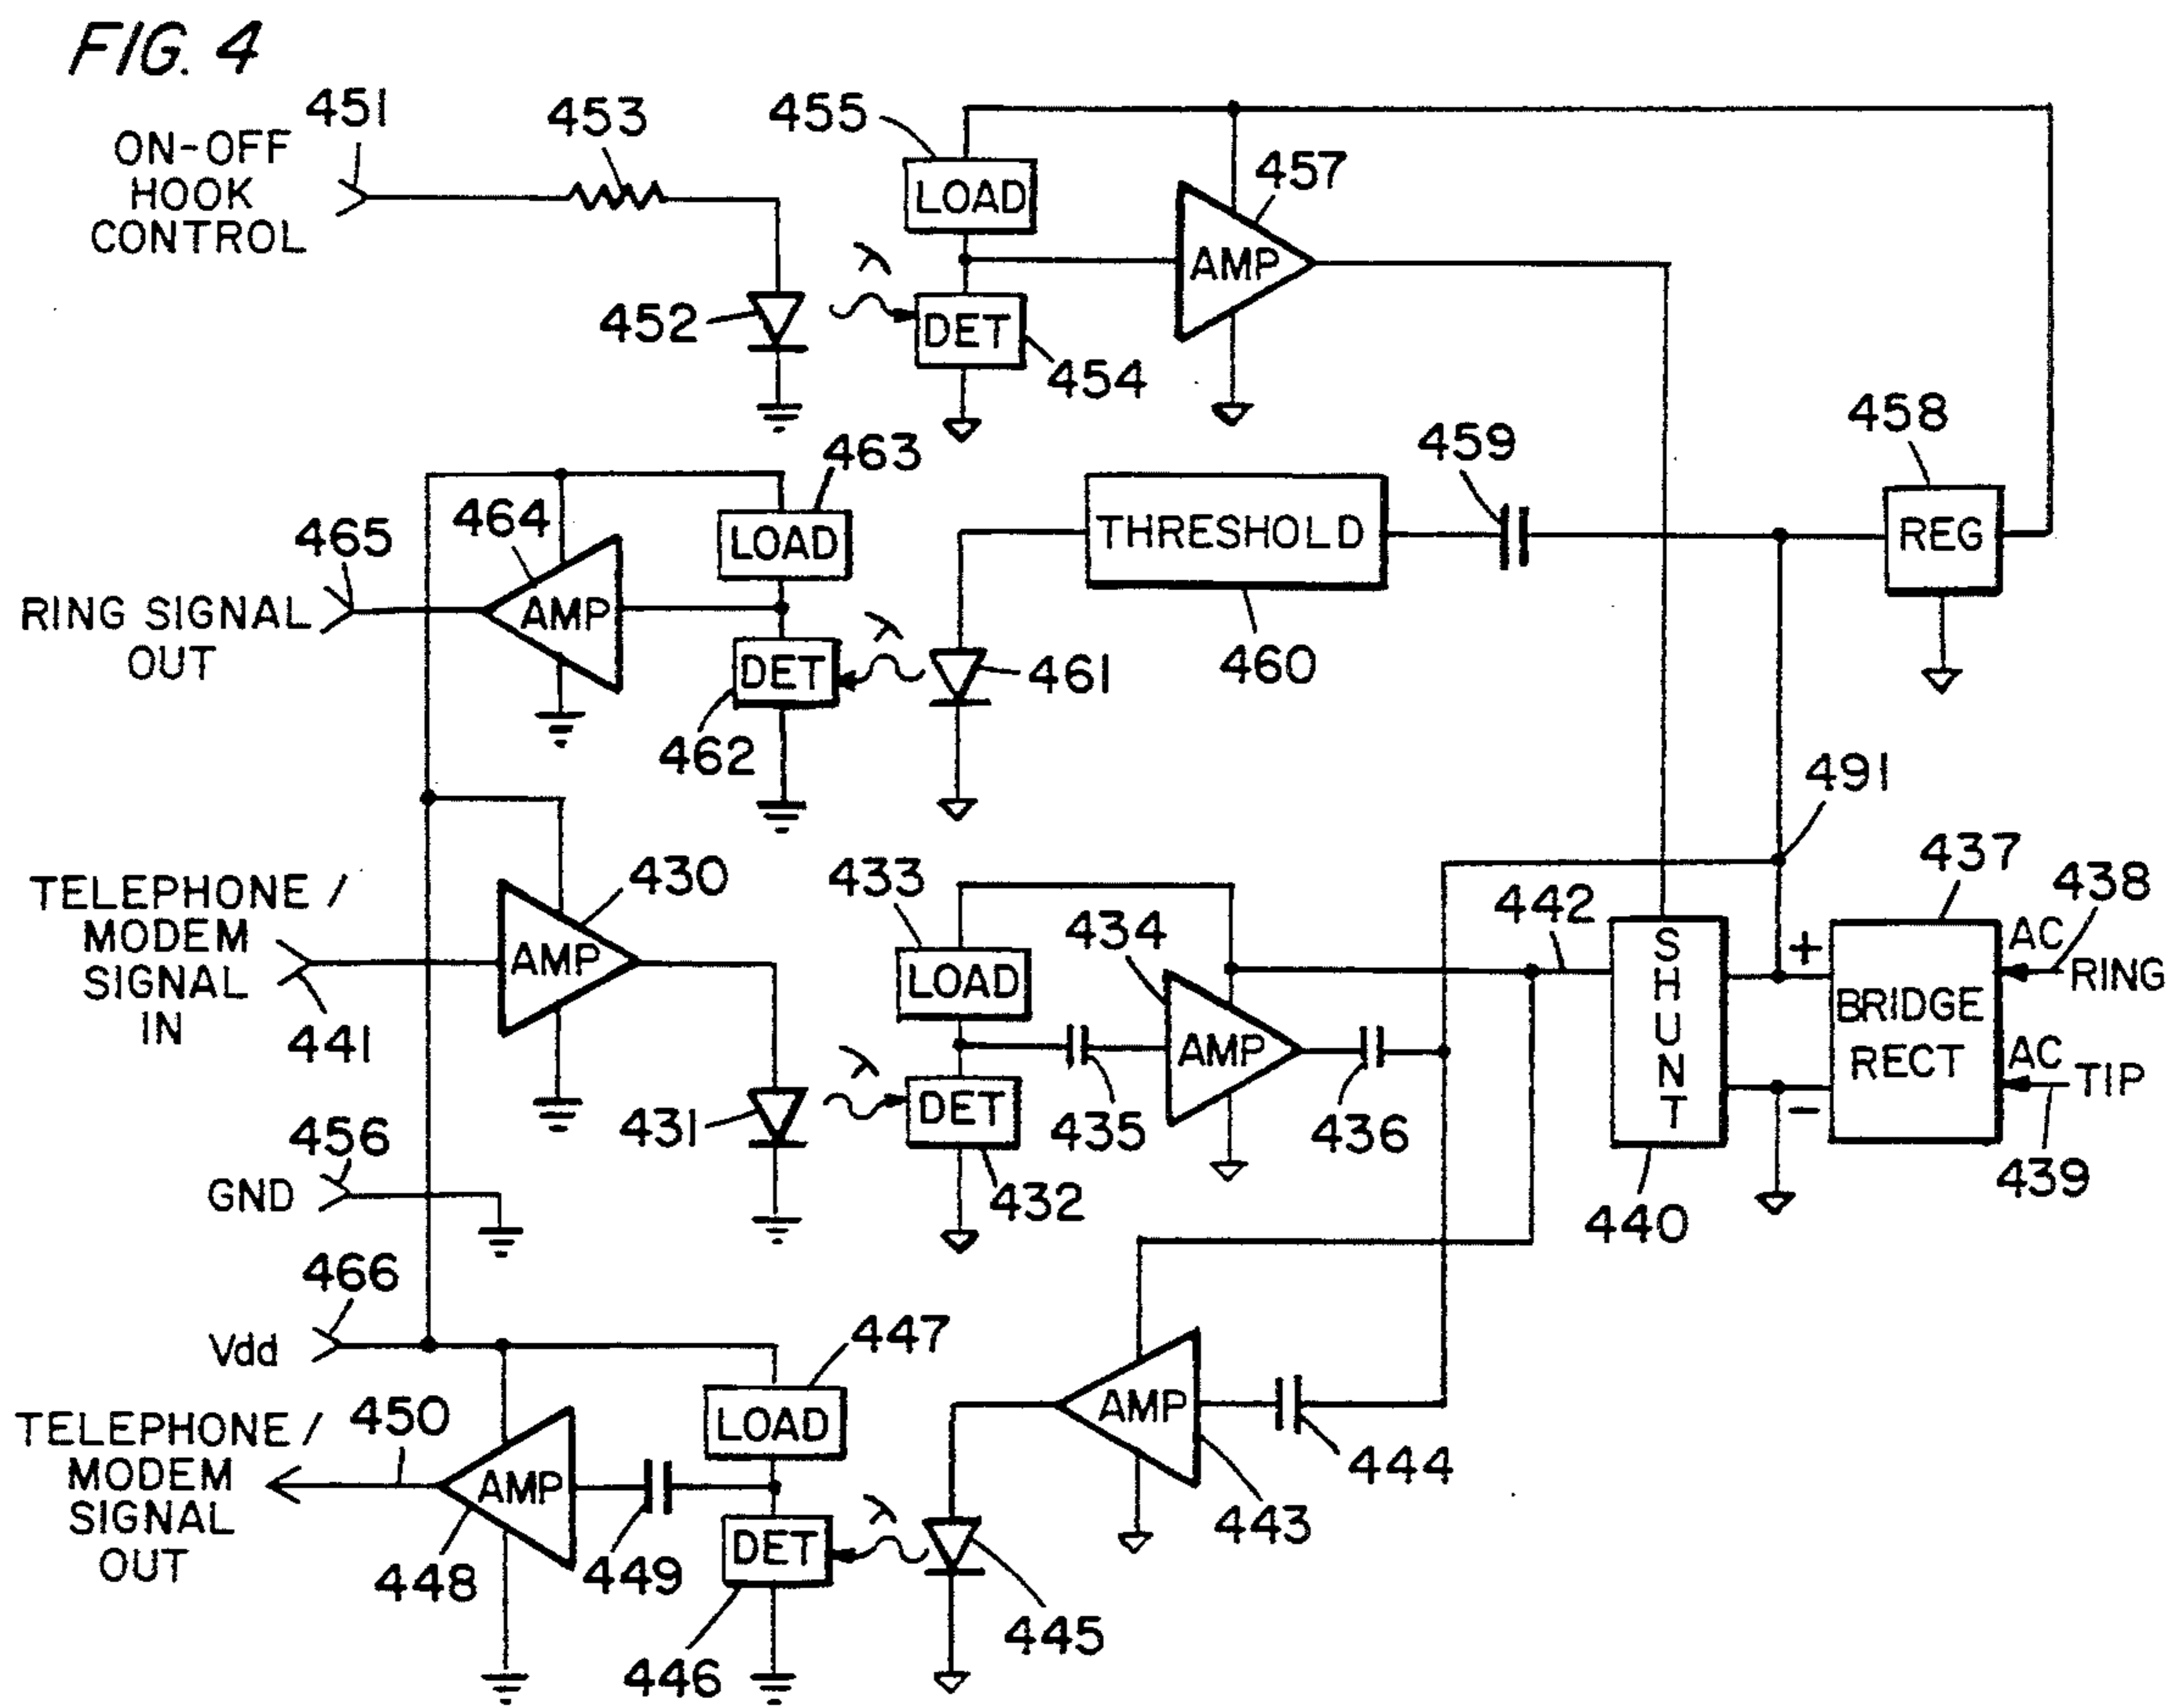 FIG. 4
451
ON-OFF
HOOK
CONTROL
453
452
λ
455
LOAD
DET
454
AMP
457
458
REG
459
THRESHOLD
460
463
LOAD
464
AMP
465
RING SIGNAL
OUT
DET
462
λ
461
491
TELEPHONE /
MODEM
SIGNAL
IN
441
AMP
430
431
λ
433
LOAD
DET
432
435
434
AMP
436
442
SHUNT
440
+
-
437
BRIDGE
RECT
AC
438
RING
AC
TIP
439
456
GND
466
Vdd
447
LOAD
TELEPHONE /
MODEM
SIGNAL
OUT
450
AMP
448
449
DET
446
λ
445
AMP
443
444